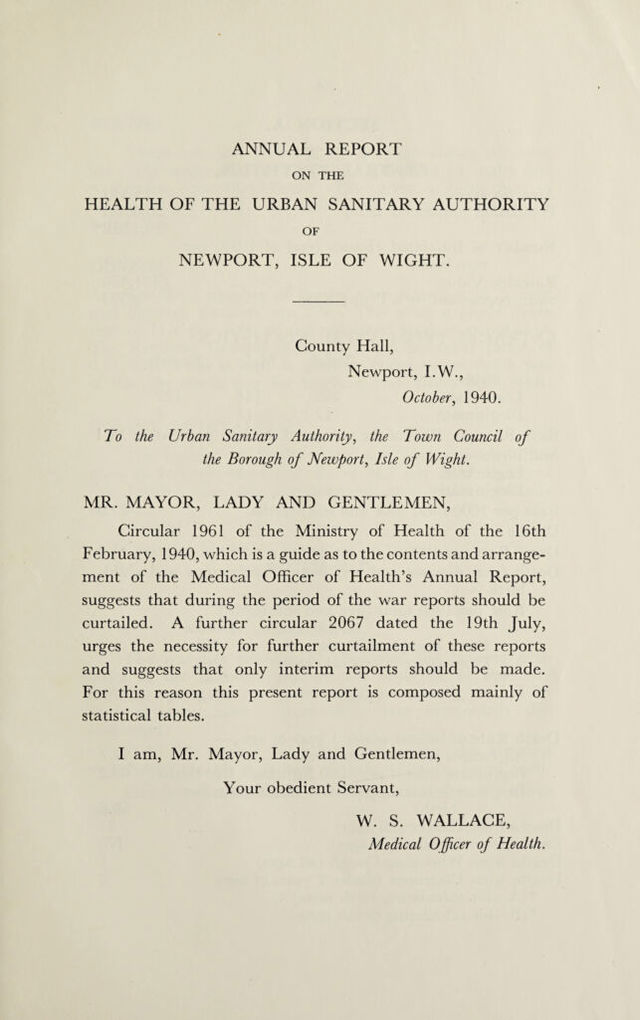 ANNUAL REPORT
ON THE
HEALTH OF THE URBAN SANITARY AUTHORITY
OF
NEWPORT, ISLE OF WIGHT.
County Hall,
Newport, I.W.,
October, 1940.
To the Urban Sanitary Authority, the Town Council of
the Borough of Newport, Isle of Wight.
MR. MAYOR, LADY AND GENTLEMEN,
Circular 1961 of the Ministry of Health of the 16th
February, 1940, which is a guide as to the contents and arrange-
ment of the Medical Officer of Health’s Annual Report,
suggests that during the period of the war reports should be
curtailed. A further circular 2067 dated the 19th July,
urges the necessity for further curtailment of these reports
and suggests that only interim reports should be made.
For this reason this present report is composed mainly of
statistical tables.
I am, Mr. Mayor, Lady and Gentlemen,
Your obedient Servant,
W. S. WALLACE,
Medical Officer of Health.